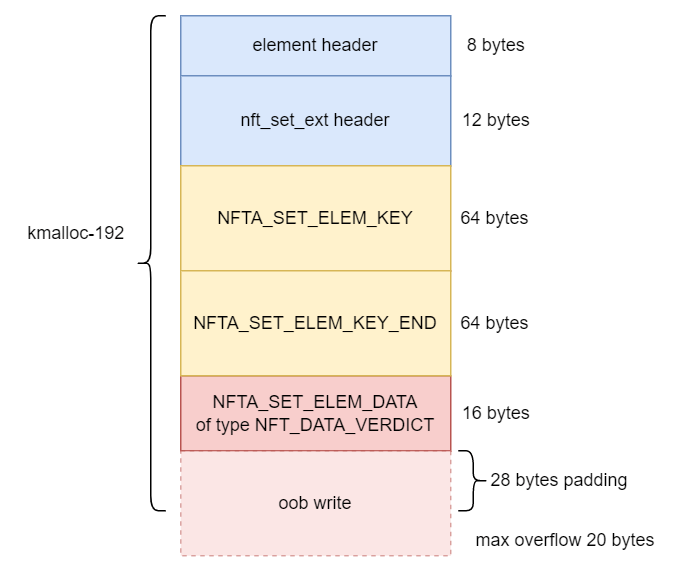 element header
8 bytes
nft_set_ext header
12 bytes
NFTA_SET_ELEM_KEY
64 bytes
kmalloc-192
NFTA_SET_ELEM_KEY_END
64 bytes
NFTA_SET_ELEM_DATA
of type NFT_DATA_VERDICT
16 bytes
28 bytes padding
oob write
max overflow 20 bytes